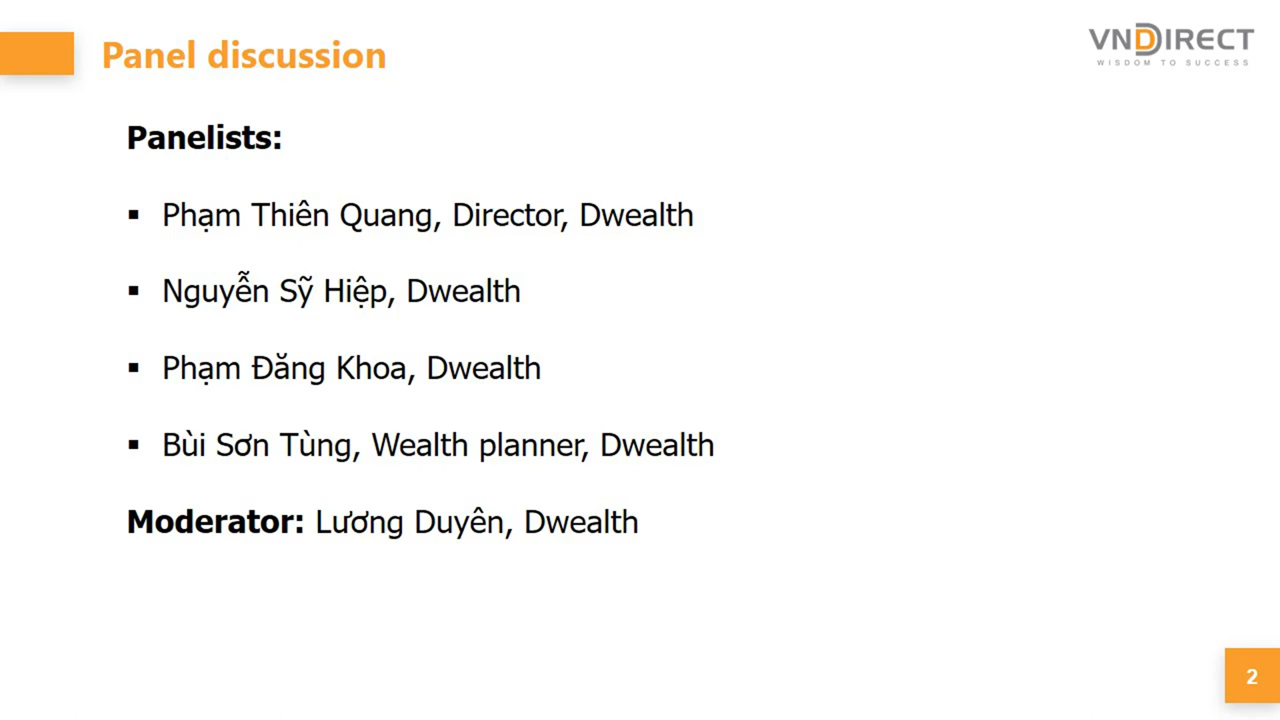 Panel discussion
VNDIRECT
WISDOM TO SUCCESS
Panelists:
▪ Phạm Thiên Quang, Director, Dwealth
▪ Nguyễn Sỹ Hiệp, Dwealth
▪ Phạm Đăng Khoa, Dwealth
▪ Bùi Sơn Tùng, Wealth planner, Dwealth
Moderator: Lương Duyên, Dwealth
2